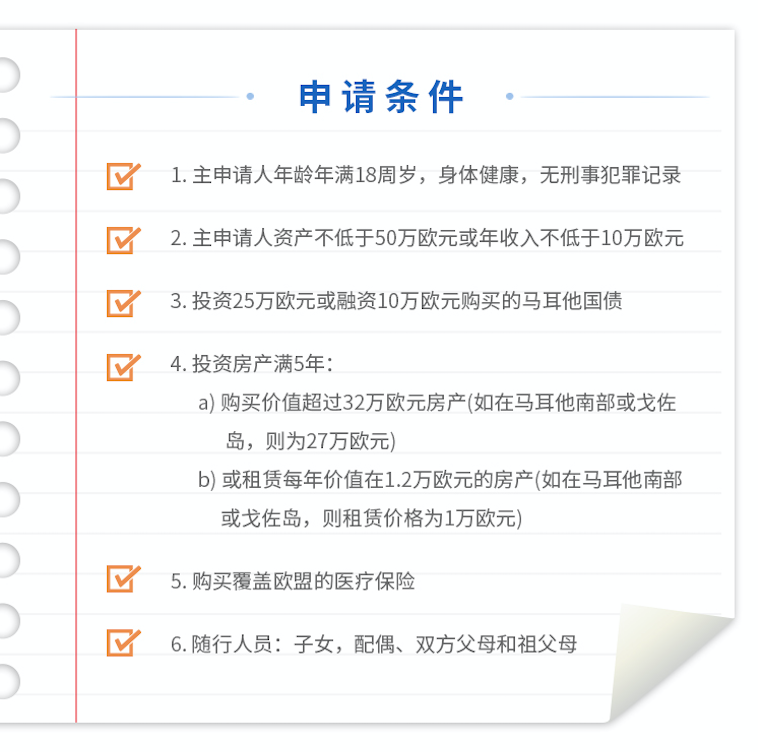 申请条件
1. 主申请人年龄年满18周岁，身体健康，无刑事犯罪记录
2. 主申请人资产不低于50万欧元或年收入不低于10万欧元
3. 投资25万欧元或融资10万欧元购买的马耳他国债
4. 投资房产满5年：
a) 购买价值超过32万欧元房产(如在马耳他南部或戈佐
岛，则为27万欧元)
b) 或租赁每年价值在1.2万欧元的房产(如在马耳他南部
或戈佐岛，则租赁价格为1万欧元)
5. 购买覆盖欧盟的医疗保险
6. 随行人员：子女，配偶、双方父母和祖父母